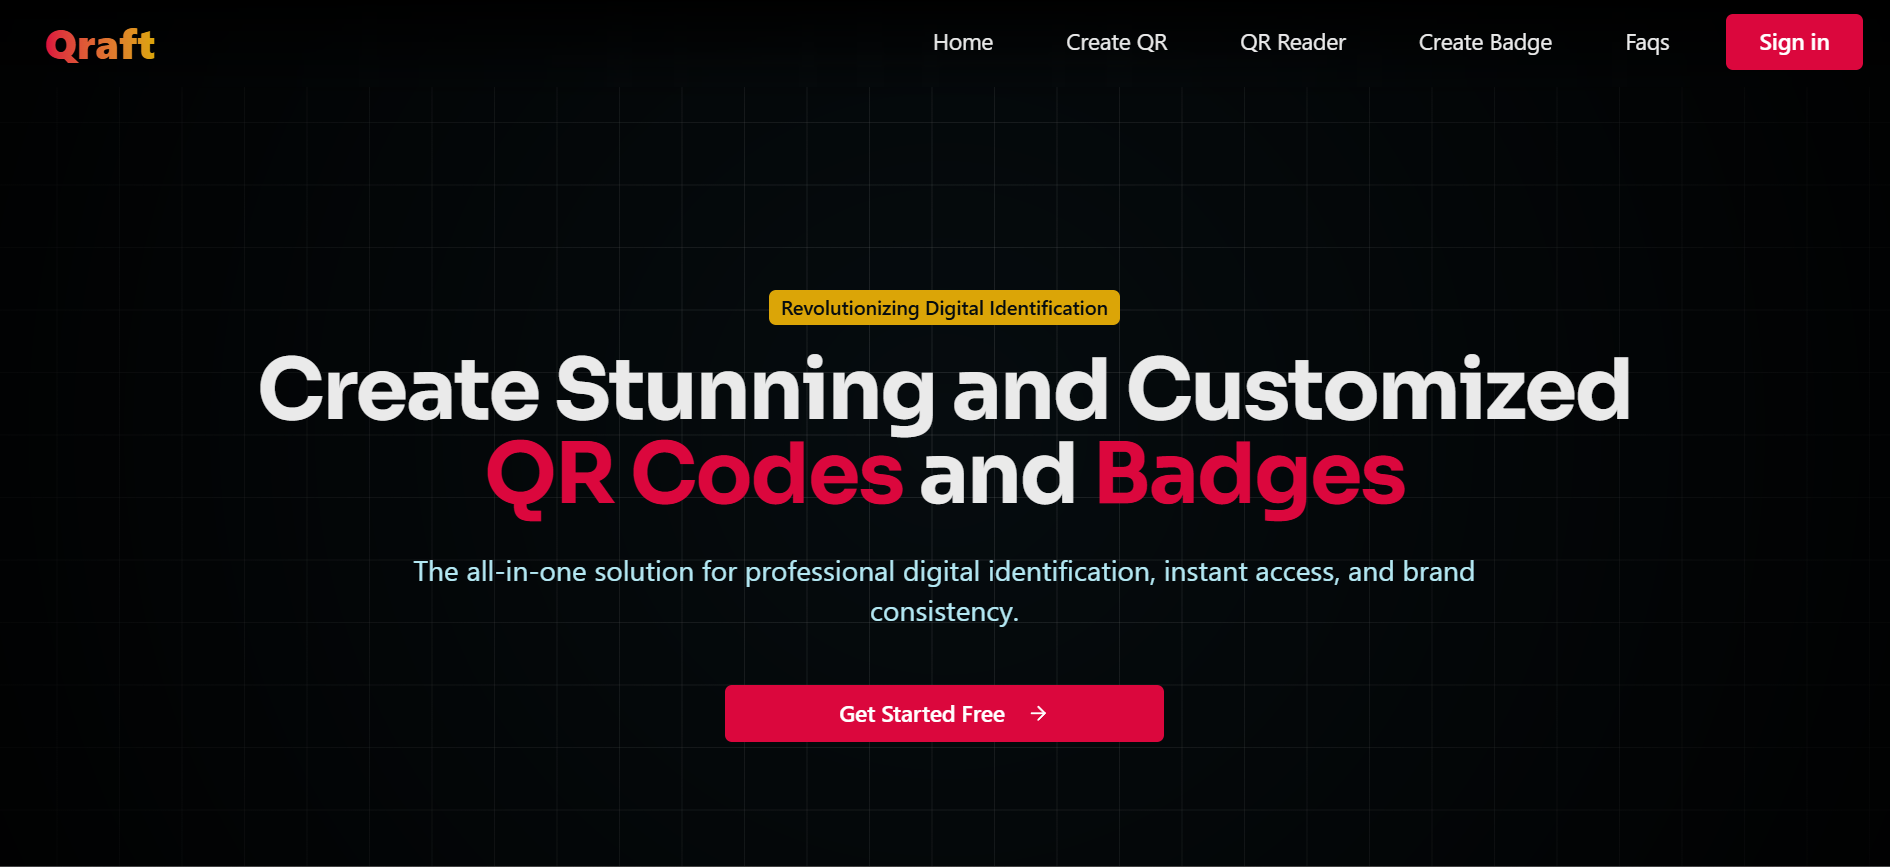 Qraft
Home
Create QR
QR Reader
Create Badge
Faqs
Sign in
Revolutionizing Digital Identification
Create Stunning and Customized
QR Codes and Badges
The all-in-one solution for professional digital identification, instant access, and brand
consistency.
Get Started Free